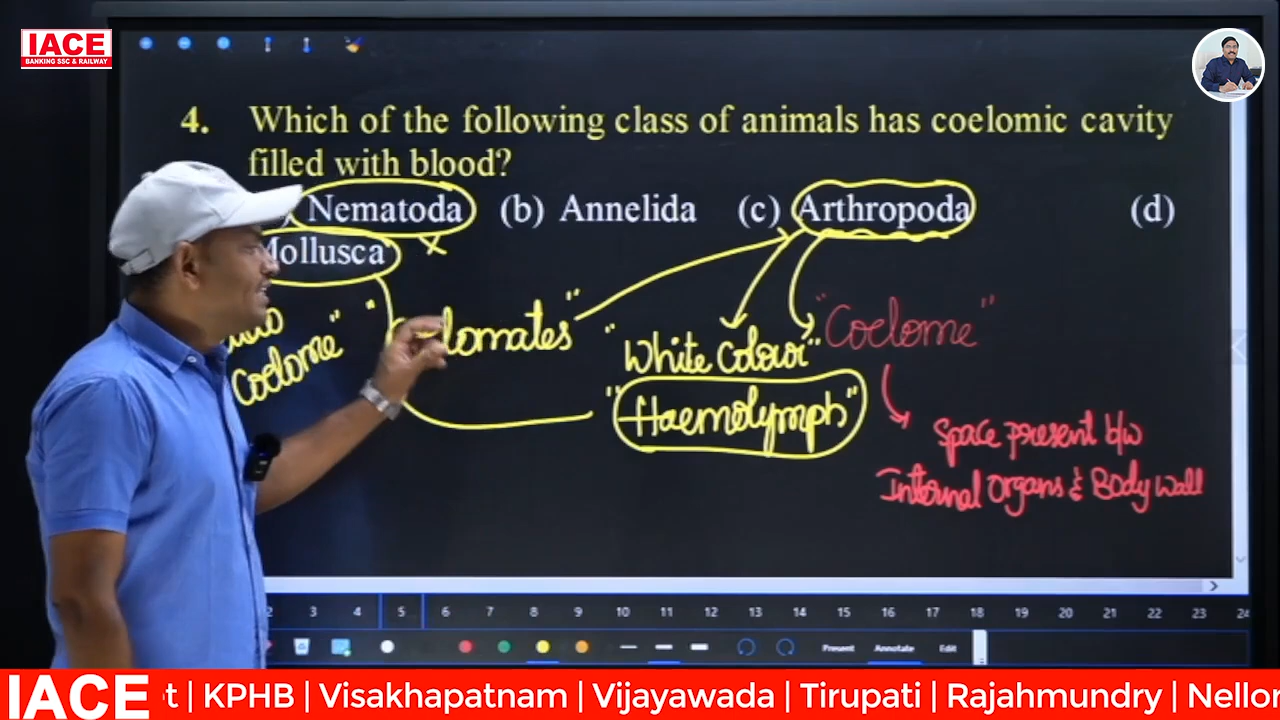 IACE
BANKING SSC & RAILWAY
4. Which of the following class of animals has coelomic cavity
filled with blood?
Nematoda (b) Annelida (c) Arthropoda (d)
Mollusca
x
Coelome"
"
lomates"
"White Colour"
"Haemolymph"
"Coelome"
Space present b/w
Internal Organs & Body wall
2 3 4 5 6 7 8 9 10 11 12 13 14 15 16 17 18 19 20 21 22 23 24
Present Annotate Edit
IACE t | KPHB | Visakhapatnam | Vijayawada | Tirupati | Rajahmundry | Nellor